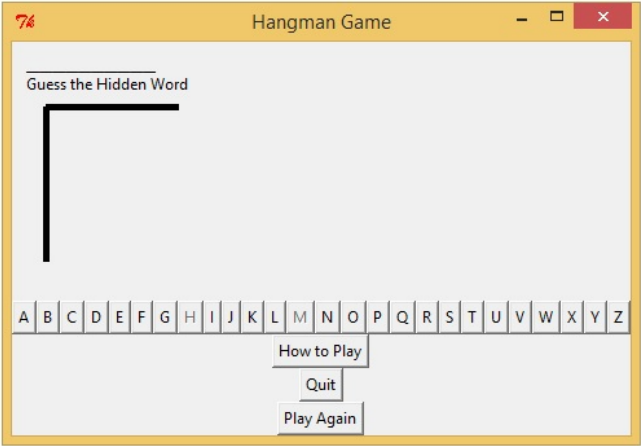 Hangman Game
Guess the Hidden Word
A B C D E F G H I J K L M N O P Q R S T U V W X Y Z
How to Play
Quit
Play Again